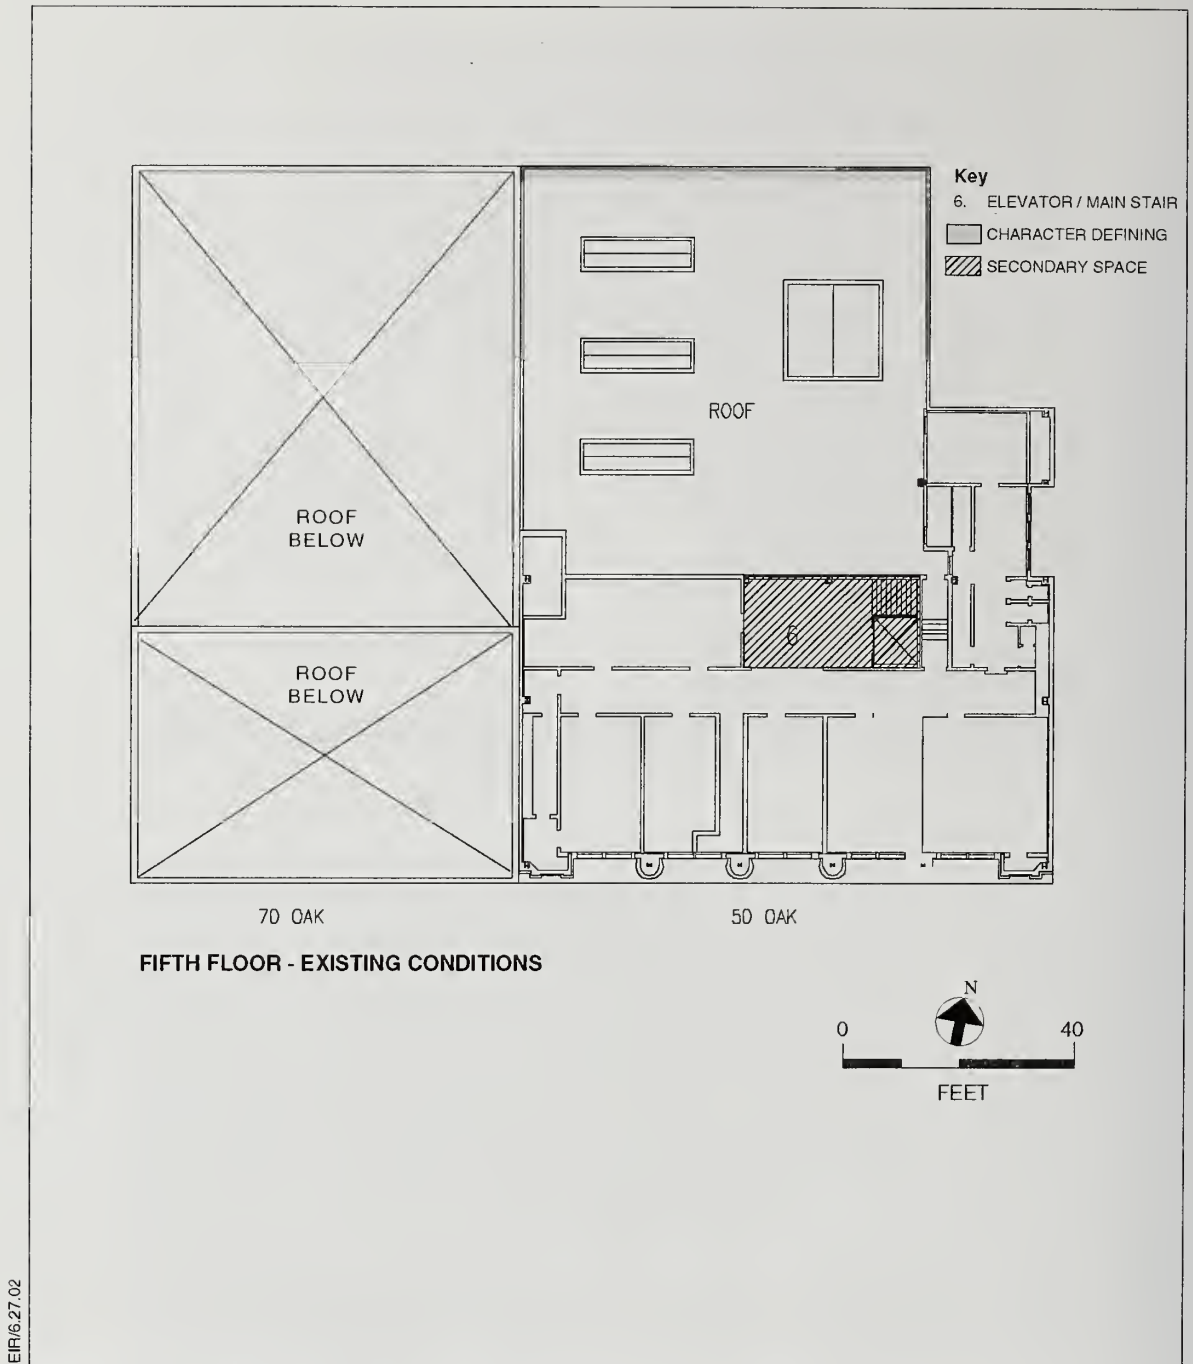 Key
6. ELEVATOR / MAIN STAIR
CHARACTER DEFINING
SECONDARY SPACE
ROOF
ROOF
BELOW
6
ROOF
BELOW
70 OAK
50 OAK
FIFTH FLOOR - EXISTING CONDITIONS
N
0 40
FEET
EIR/6.27.02